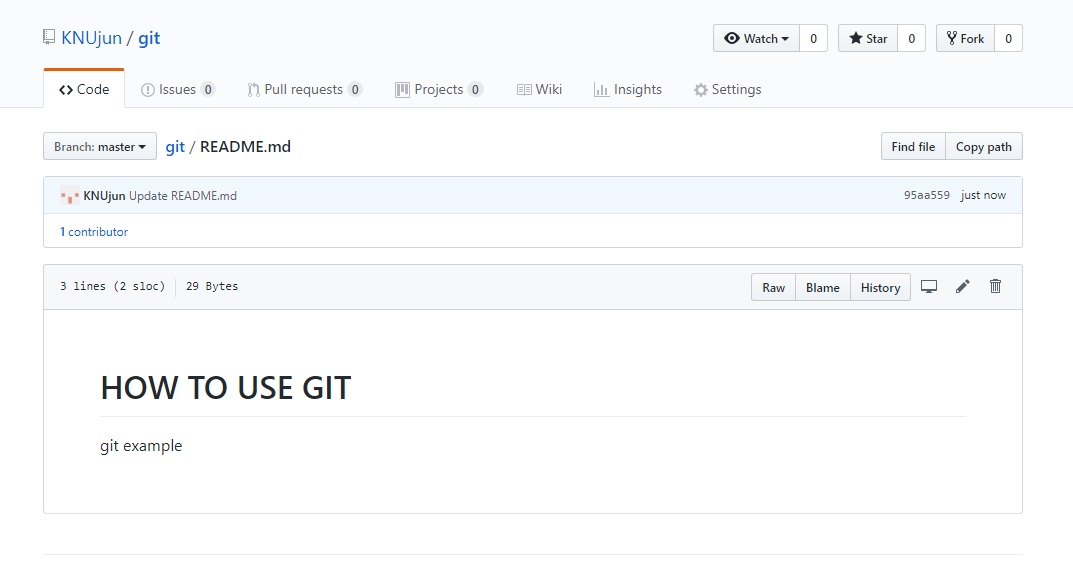 KNUjun / git
Watch 0 Star 0 Fork 0
Code Issues 0 Pull requests 0 Projects 0 Wiki Insights Settings
Branch: master git / README.md Find file Copy path
KNUjun Update README.md 95aa559 just now
1 contributor
3 lines (2 sloc) 29 Bytes Raw Blame History
HOW TO USE GIT
git example